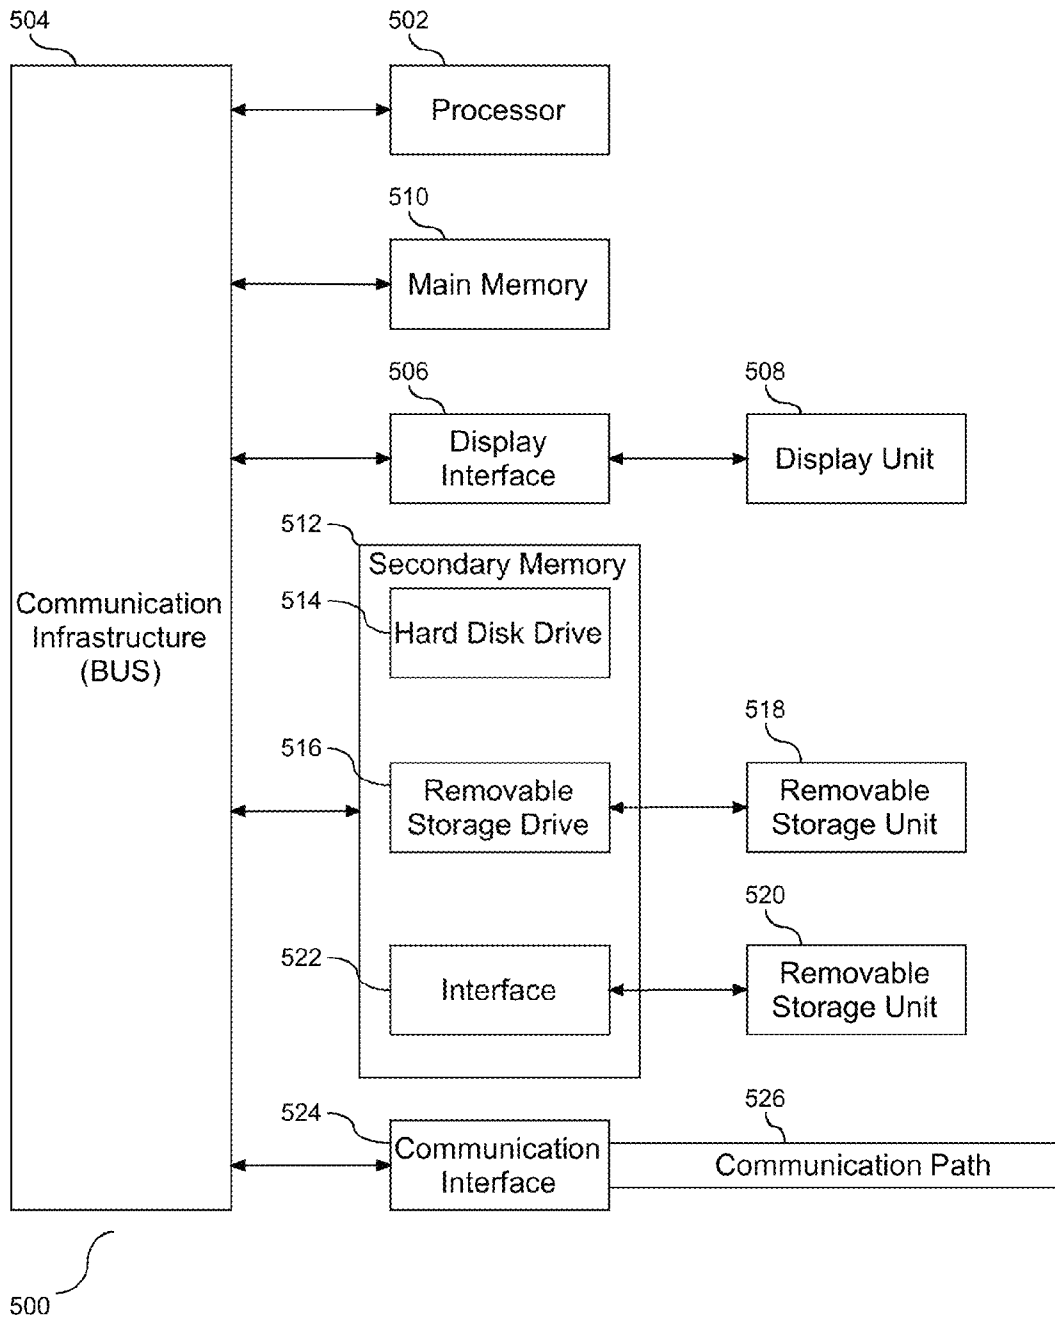 504
502
Processor
510
Main Memory
506
508
Display
Interface
Display Unit
512
Secondary Memory
514
Hard Disk Drive
Communication
Infrastructure
(BUS)
516
518
Removable
Storage Drive
Removable
Storage Unit
520
522
Interface
Removable
Storage Unit
524
526
Communication
Interface
Communication Path
500